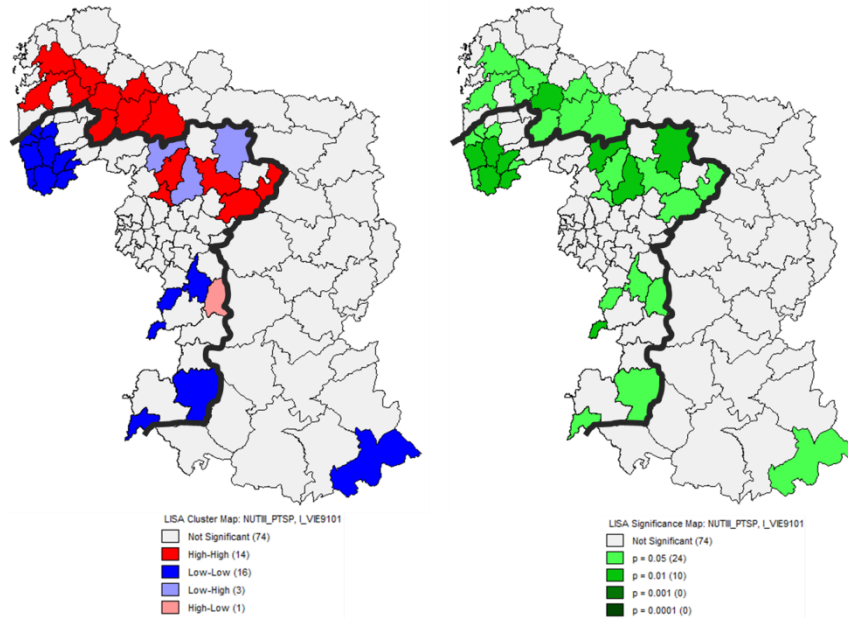 LISA Cluster Map: NUTIII_PTSP, I_VIE9101
Not Significant (74)
High-High (14)
Low-Low (16)
Low-High (3)
High-Low (1)
LISA Significance Map: NUTIII_PTSP, I_VIE9101
Not Significant (74)
p = 0.05 (24)
p = 0.01 (10)
p = 0.001 (0)
p = 0.0001 (0)